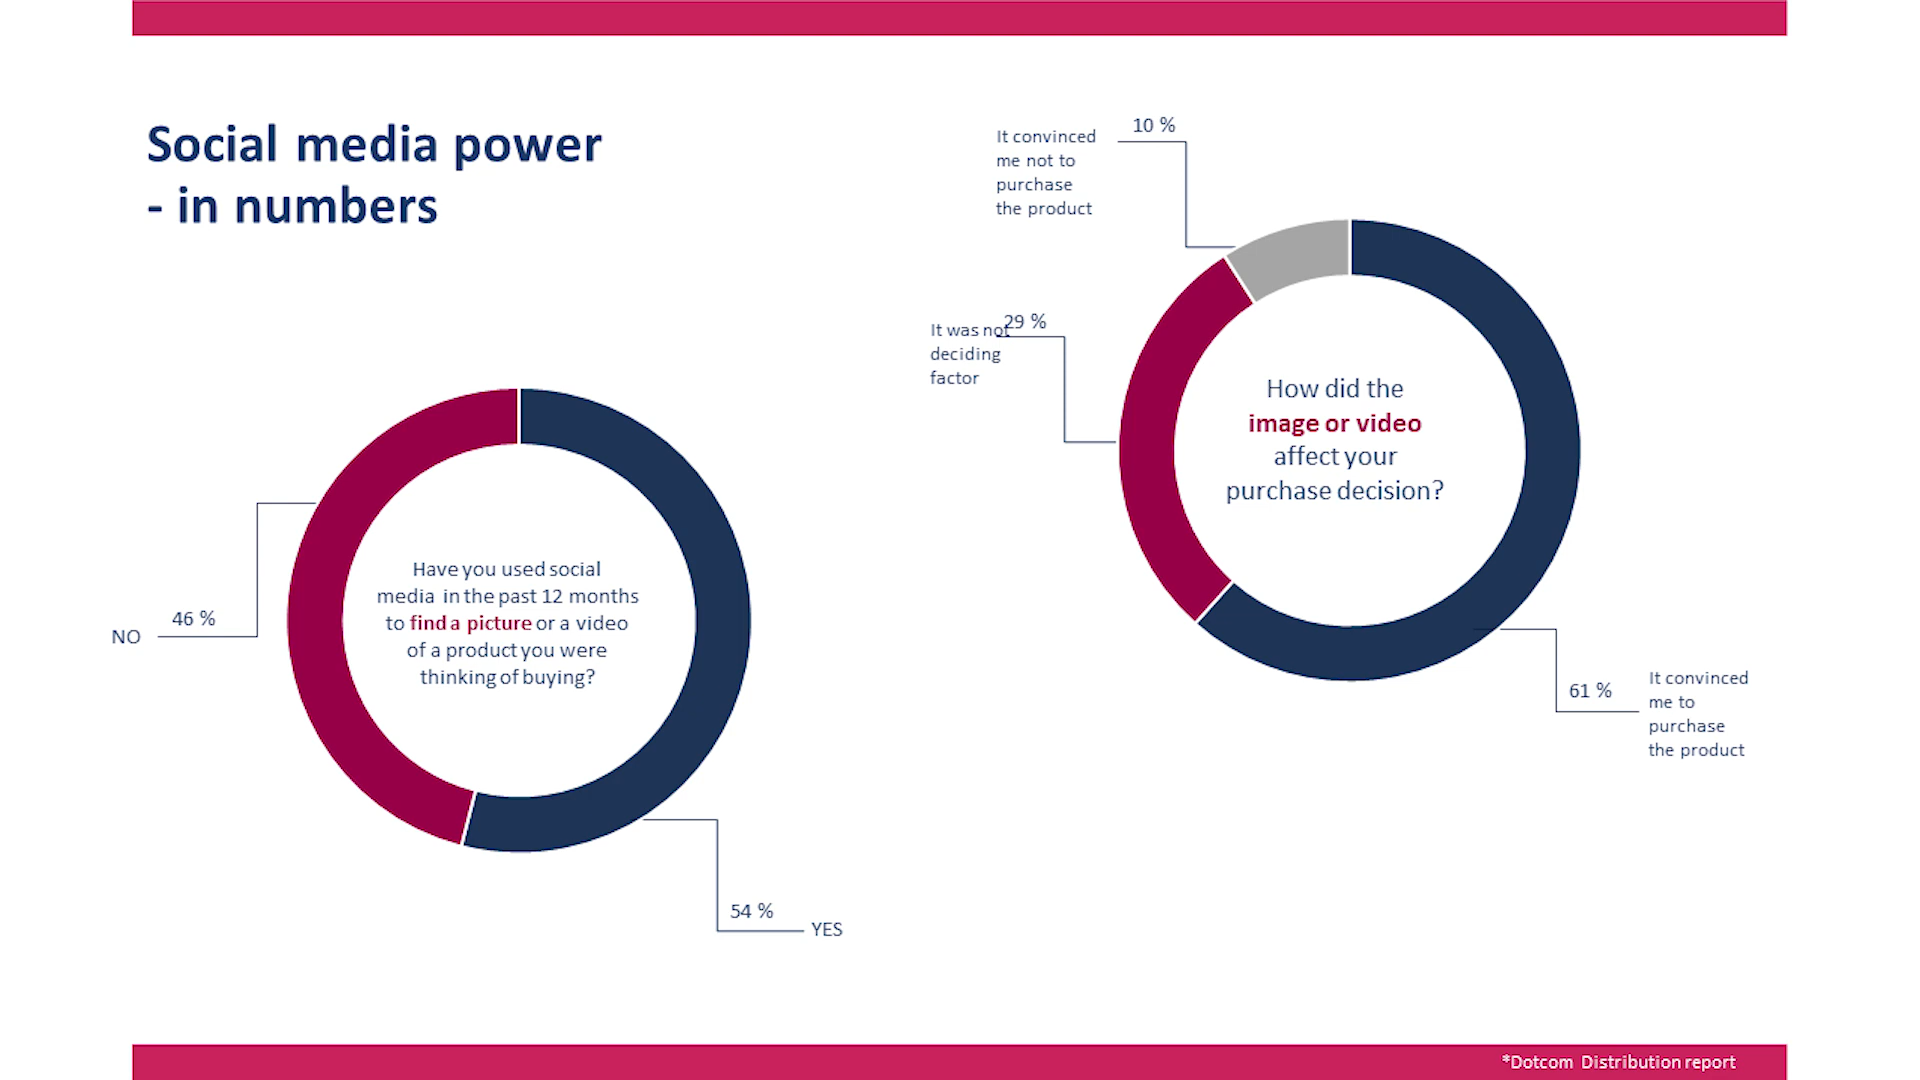 Social media power
- in numbers
Have you used social
media in the past 12 months
to find a picture or a video
of a product you were
thinking of buying?
46 %
NO
54 %
YES
How did the
image or video
affect your
purchase decision?
10 %
It convinced
me not to
purchase
the product
29 %
It was not
deciding
factor
61 %
It convinced
me to
purchase
the product
*Dotcom Distribution report